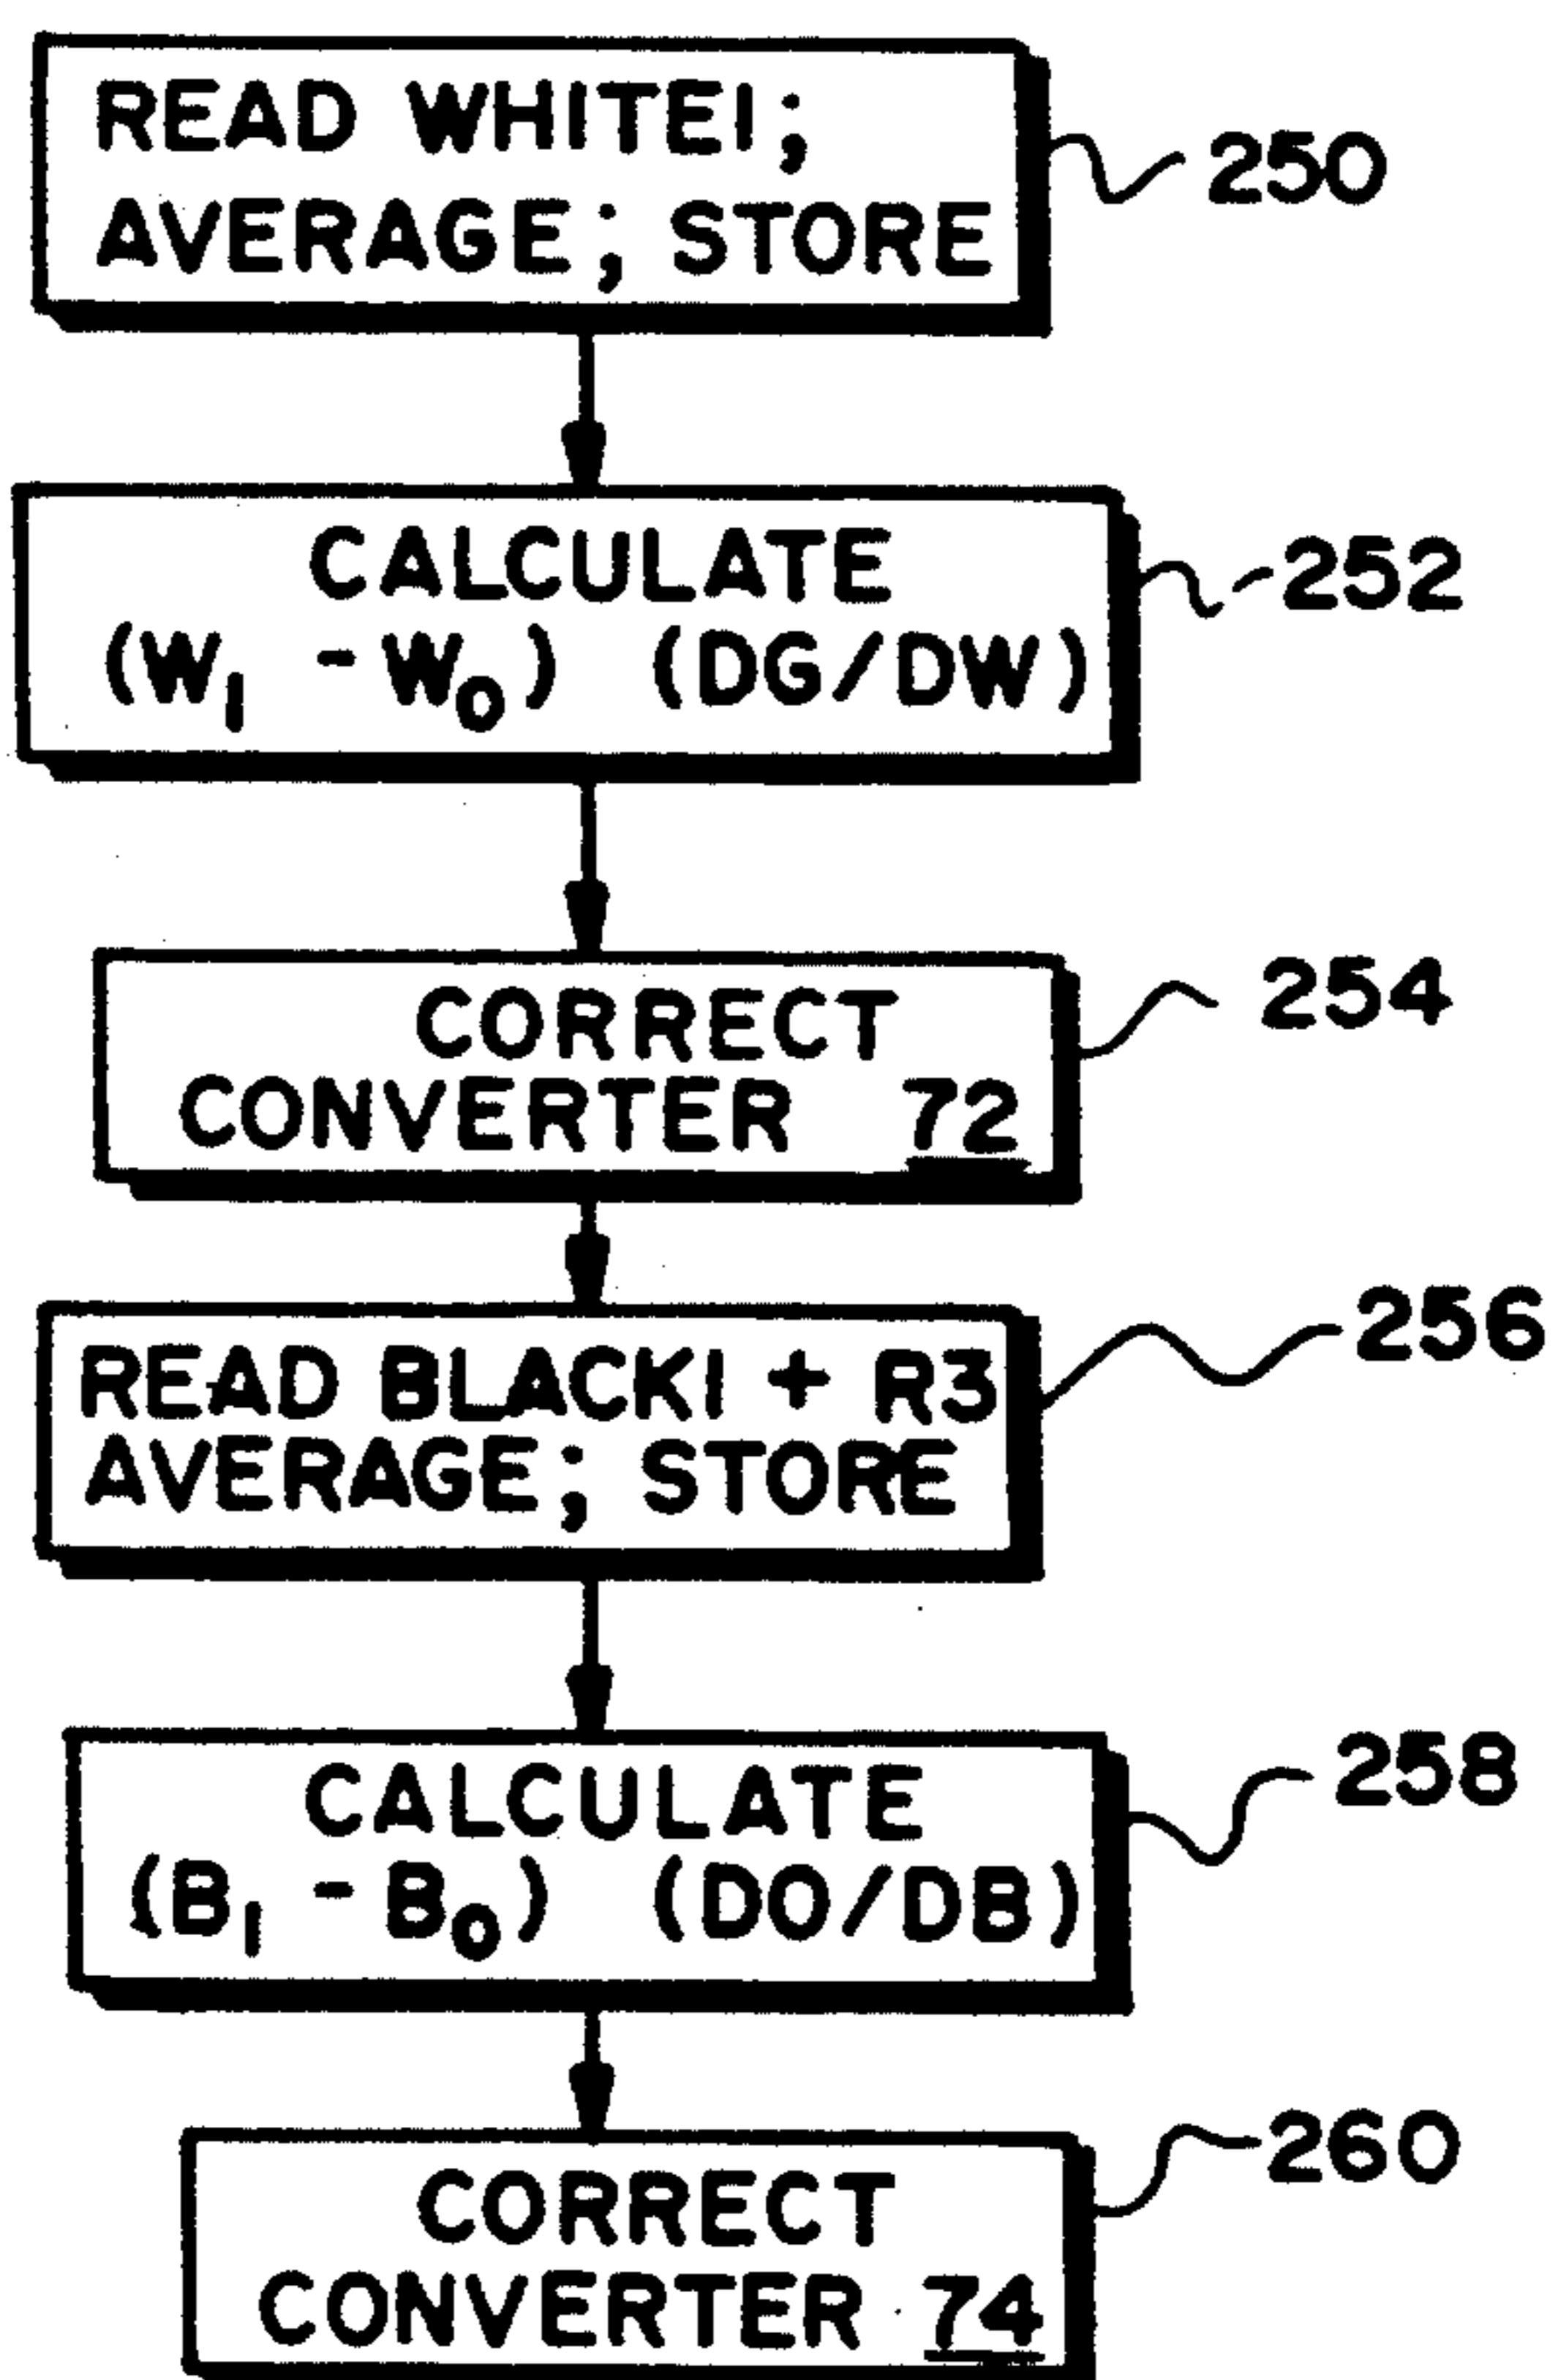 READ WHITE1;
AVERAGE; STORE
250
CALCULATE
(W1 -W0) (DG/DW)
252
CORRECT
CONVERTER 72
254
READ BLACK1 + R3
AVERAGE; STORE
256
CALCULATE
(B1 -B0) (DO/DB)
258
CORRECT
CONVERTER 74
260